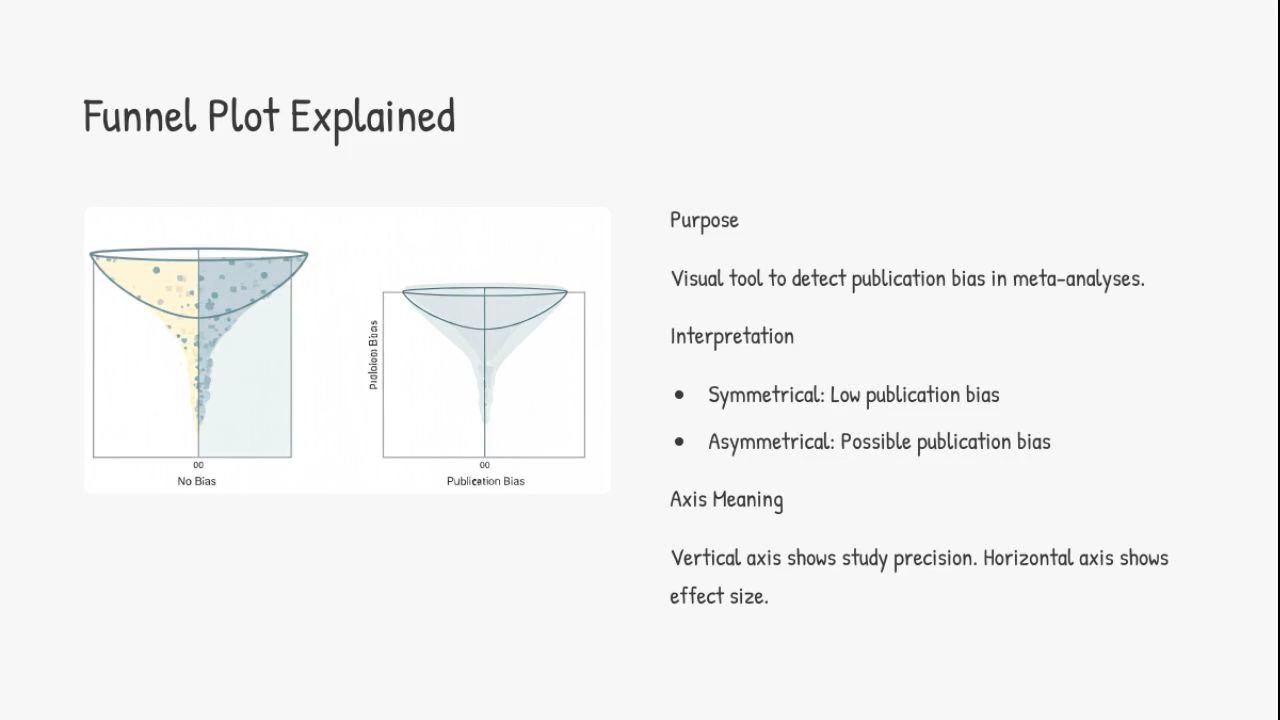 Funnel Plot Explained
00
No Bias
00
Publication Bias
Purpose
Visual tool to detect publication bias in meta-analyses.
Interpretation
• Symmetrical: Low publication bias
• Asymmetrical: Possible publication bias
Axis Meaning
Vertical axis shows study precision. Horizontal axis shows
effect size.